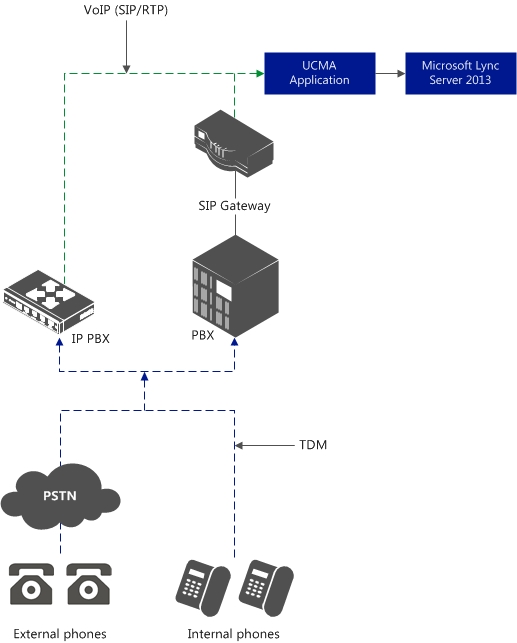 VoIP (SIP/RTP)
UCMA
Application
Microsoft Lync
Server 2013
SIP Gateway
IP PBX
PBX
TDM
PSTN
External phones
Internal phones